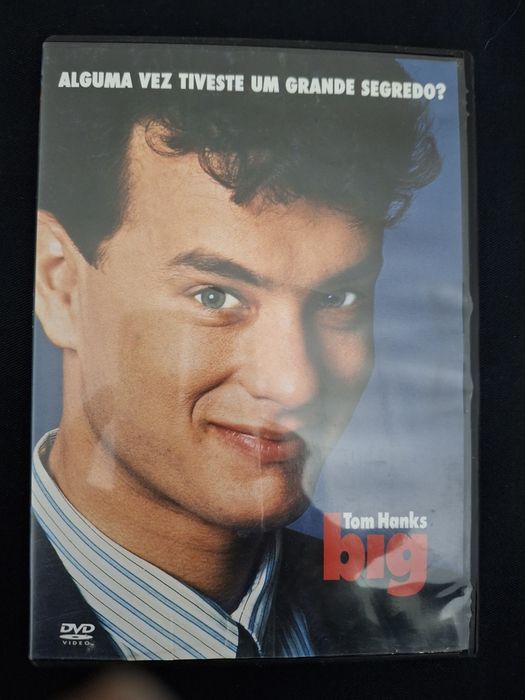 ALGUMA VEZ TIVESTE UM GRANDE SEGREDO?
Tom Hanks
big
DVD
VIDEO